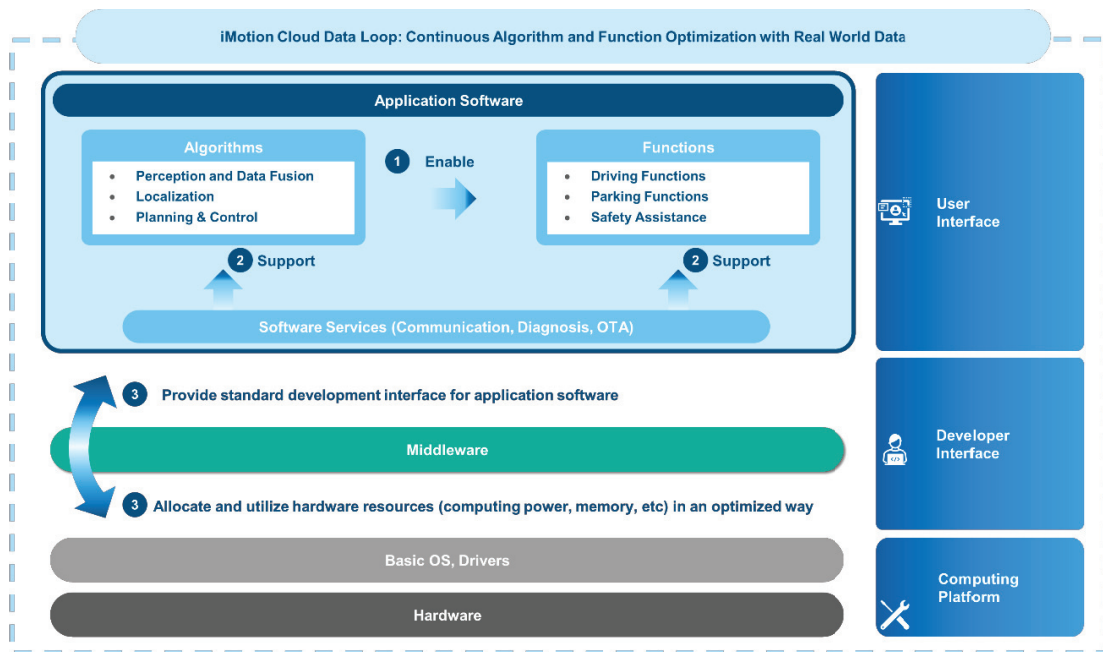 iMotion Cloud Data Loop: Continuous Algorithm and Function Optimization with Real World Data
Application Software
Algorithms
• Perception and Data Fusion
• Localization
• Planning & Control
1 Enable
Functions
• Driving Functions
• Parking Functions
• Safety Assistance
2 Support
2 Support
Software Services (Communication, Diagnosis, OTA)
User
Interface
3 Provide standard development interface for application software
Middleware
3 Allocate and utilize hardware resources (computing power, memory, etc) in an optimized way
Developer
Interface
Basic OS, Drivers
Hardware
Computing
Platform